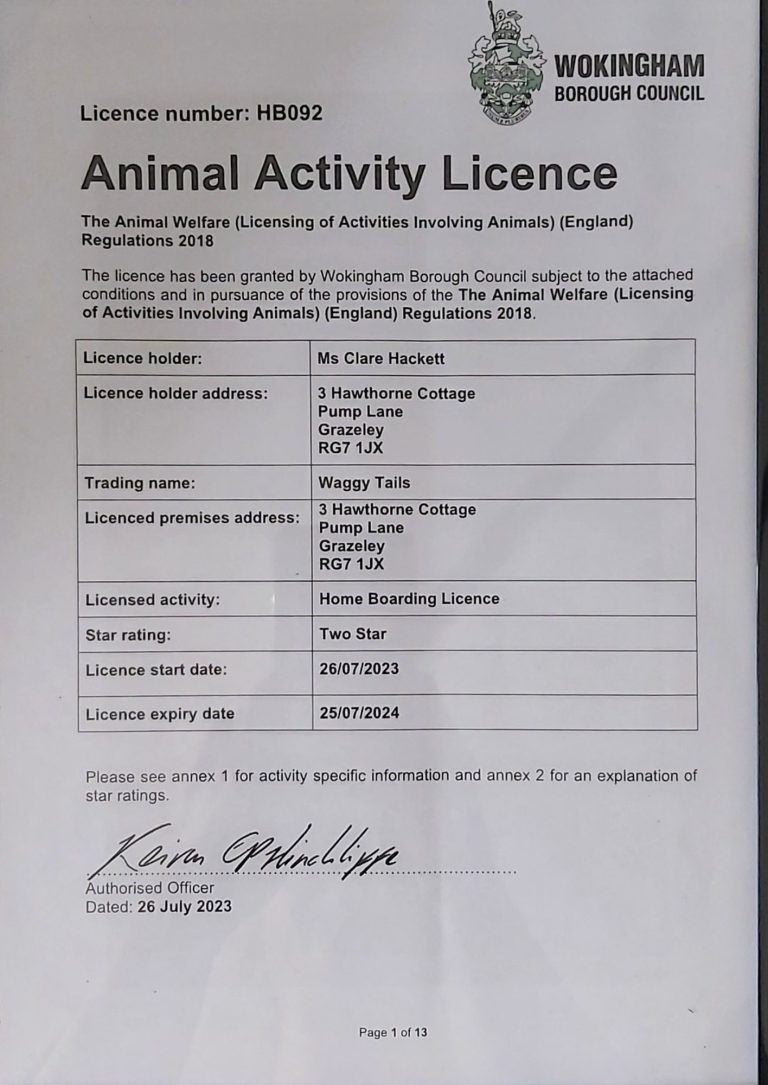 WOKINGHAM
BOROUGH COUNCIL
Licence number: HB092
Animal Activity Licence
The Animal Welfare (Licensing of Activities Involving Animals) (England)
Regulations 2018
The licence has been granted by Wokingham Borough Council subject to the attached
conditions and in pursuance of the provisions of the The Animal Welfare (Licensing
of Activities Involving Animals) (England) Regulations 2018.
Licence holder: Ms Clare Hackett
Licence holder address: 3 Hawthorne Cottage
Pump Lane
Grazeley
RG7 1JX
Trading name: Waggy Tails
Licenced premises address: 3 Hawthorne Cottage
Pump Lane
Grazeley
RG7 1JX
Licensed activity: Home Boarding Licence
Star rating: Two Star
Licence start date: 26/07/2023
Licence expiry date 25/07/2024
Please see annex 1 for activity specific information and annex 2 for an explanation of
star ratings.
Authorised Officer
Dated: 26 July 2023
Page 1 of 13